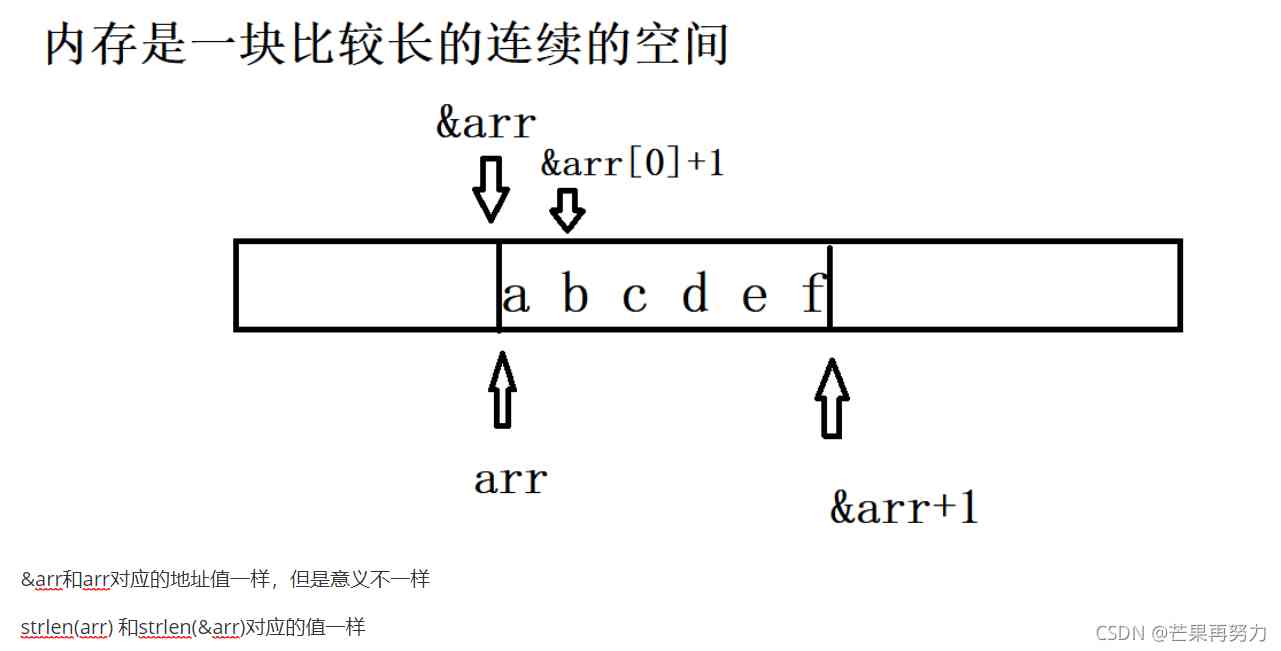 内存是一块比较长的连续的空间
&arr
&arr[0]+1
a b c d e f
arr
&arr+1
&arr和arr对应的地址值一样，但是意义不一样
strlen(arr) 和strlen(&arr)对应的值一样
CSDN @芒果再努力